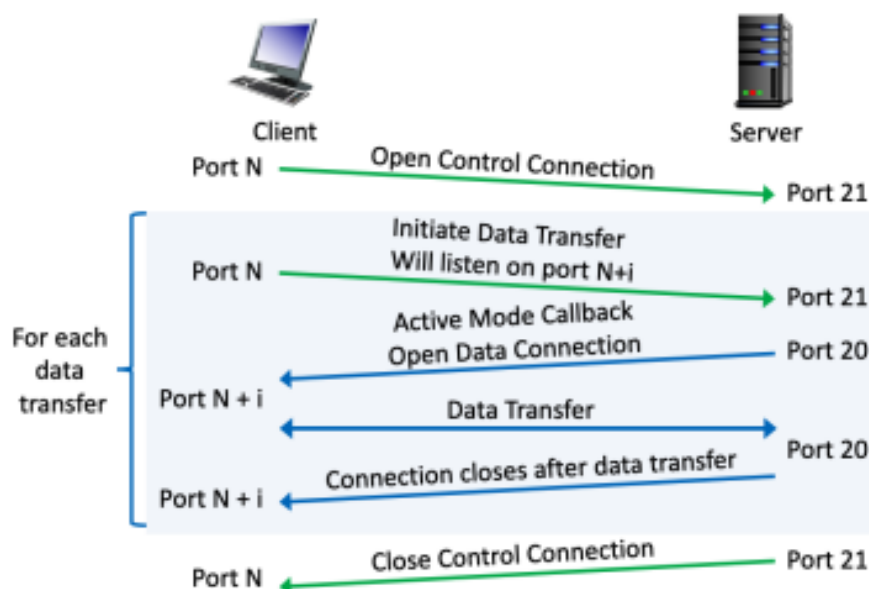 Client
Server
Port N
Open Control Connection
Port 21
Initiate Data Transfer
Port N
Will listen on port N+i
Port 21
Active Mode Callback
For each
data
transfer
Open Data Connection
Port 20
Port N + i
Data Transfer
Port 20
Connection closes after data transfer
Port N + i
Close Control Connection
Port 21
Port N